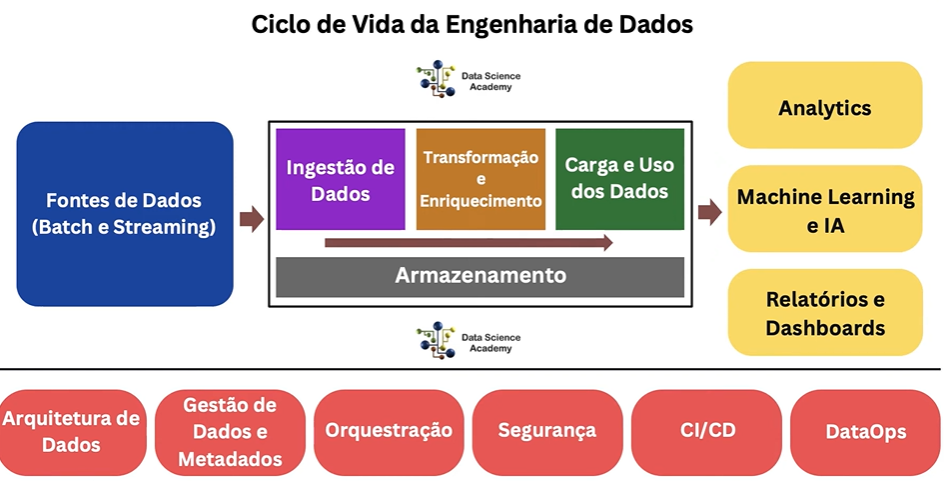 Ciclo de Vida da Engenharia de Dados
Data Science
Academy
Fontes de Dados
(Batch e Streaming)
Ingestão de
Dados
Transformação
e
Enriquecimento
Carga e Uso
dos Dados
Armazenamento
Analytics
Machine Learning
e IA
Relatórios e
Dashboards
Data Science
Academy
Arquitetura de
Dados
Gestão de
Dados e
Metadados
Orquestração
Segurança
CI/CD
DataOps